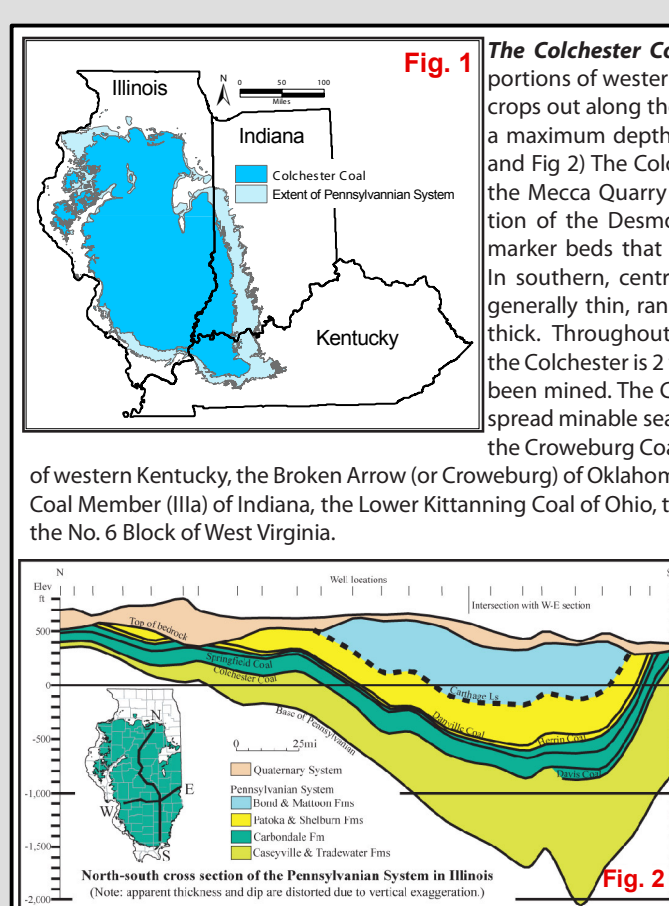 Fig. 1
Illinois
N
0 50 100
Miles
Indiana
Colchester Coal
Extent of Pennsylvannian System
Kentucky
The Colchester Co
portions of wester
crops out along the
a maximum depth
and Fig 2) The Colc
the Mecca Quarry
tion of the Desmo
marker beds that
In southern, centr
generally thin, ran
thick. Throughout
the Colchester is 2
been mined. The C
spread minable sea
the Croweburg Coa
of western Kentucky, the Broken Arrow (or Croweburg) of Oklahom
Coal Member (IIIa) of Indiana, the Lower Kittanning Coal of Ohio, t
the No. 6 Block of West Virginia.
N
S
Elev
ft
Well locations
Intersection with W-E section
500
0
-500
-1,000
-1,500
-2,000
Top of bedrock
Springfield Coal
Colchester Coal
Base of Pennsylvanian
Carthage Ls
Danville Coal
Herrin Coal
Davis Coal
N
E
W
S
0 25mi
Quaternary System
Pennsylvanian System
Bond & Mattoon Fms
Patoka & Shelburn Fms
Carbondale Fm
Caseyville & Tradewater Fms
North-south cross section of the Pennsylvanian System in Illinois
(Note: apparent thickness and dip are distorted due to vertical exaggeration.)
Fig. 2